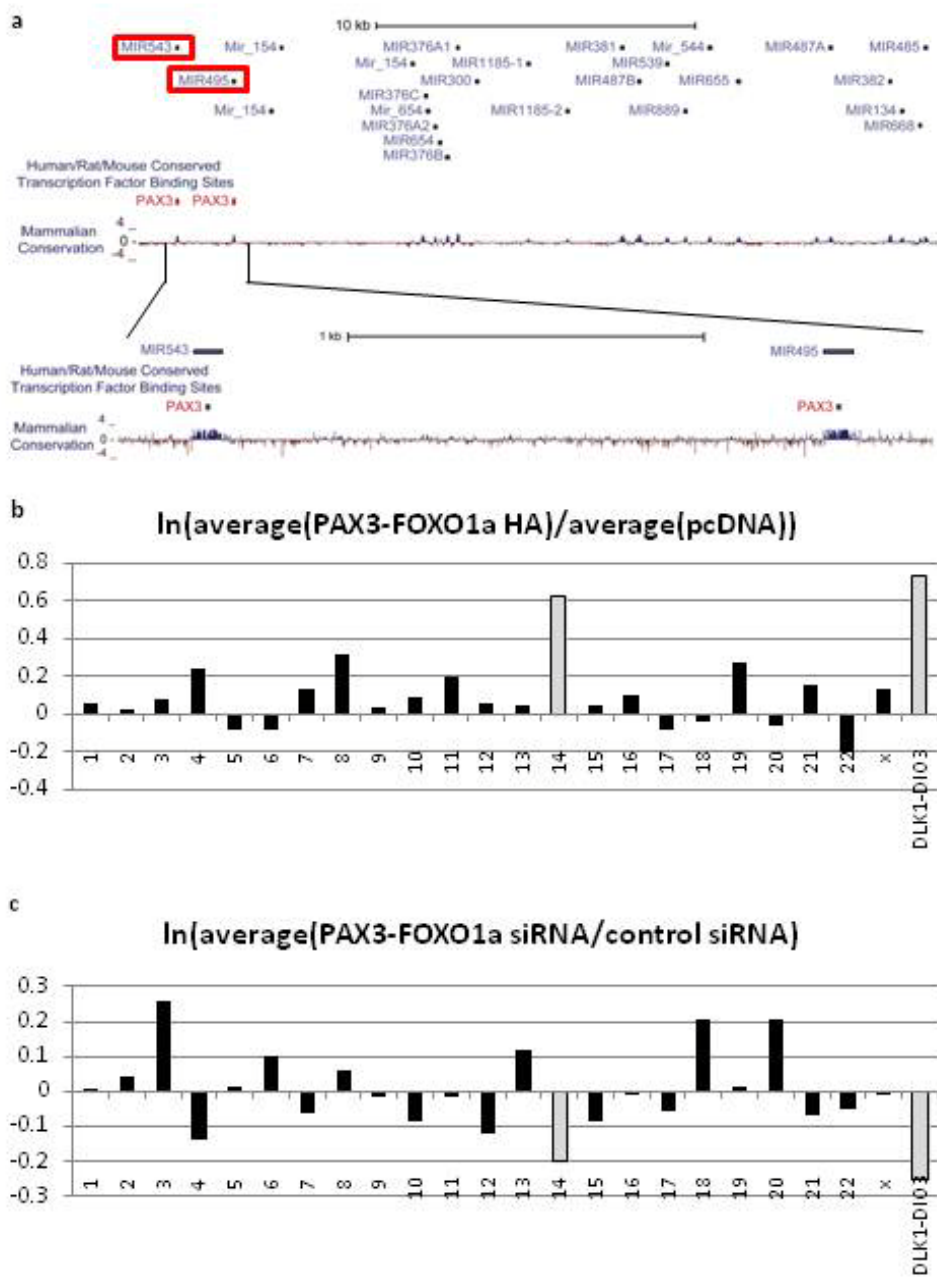 a
10 kb
MIR543 Mir_154 MIR376A1 MIR381 Mir_544 MIR487A MIR485
Mir_154 MIR1185-1 MIR539
MIR495 MIR300 MIR487B MIR655 MIR382
MIR376C
Mir_154 Mir_654 MIR1185-2 MIR889 MIR134
MIR376A2 MIR668
MIR654
MIR376B
Human/Rat/Mouse Conserved
Transcription Factor Binding Sites
PAX3 PAX3
4
Mammalian 0
Conservation -4
1 kb
MIR543 MIR495
Human/Rat/Mouse Conserved
Transcription Factor Binding Sites
PAX3 PAX3
4
Mammalian 0
Conservation -4
b
ln(average(PAX3-FOXO1a HA)/average(pcDNA))
0.8
0.6
0.4
0.2
0
-0.2
-0.4
1 2 3 4 5 6 7 8 9 10 11 12 13 14 15 16 17 18 19 20 21 22 X DLK1-DIO3
c
ln(average(PAX3-FOXO1a siRNA/control siRNA)
0.3
0.2
0.1
0
-0.1
-0.2
-0.3
1 2 3 4 5 6 7 8 9 10 11 12 13 14 15 16 17 18 19 20 21 22 X DLK1-DIO3